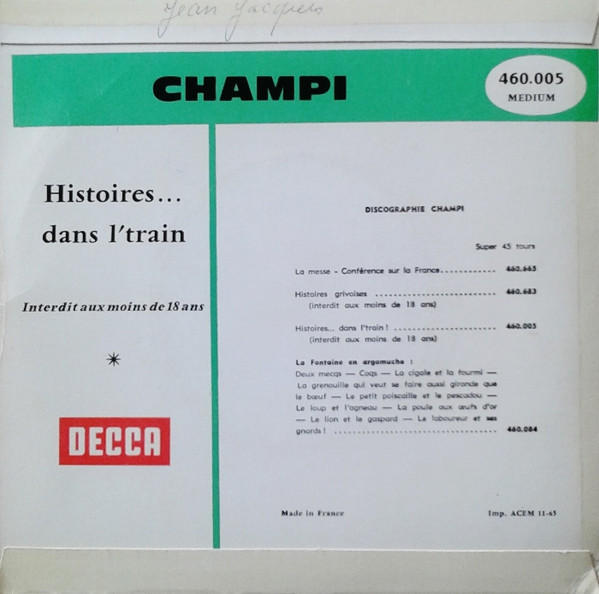 Jean Jacques
CHAMPI
460.005
MEDIUM
Histoires...
dans l'train
Interdit aux moins de 18 ans
*
DECCA
DISCOGRAPHIE CHAMPI
Super 45 tours
La messe - Conférence sur la France............ 460.665
Histoires grivoises ........................... 460.683
(interdit aux moins de 18 ans)
Histoires... dans l'train ! ........................ 460.005
(interdit aux moins de 18 ans)
La Fontaine en argomuche :
Deux mecqs — Coqs — La cigale et la fourmi —
La grenouille qui veut se faire aussi gironde que
le bœuf — Le petit poiscaille et le pescadou —
Le loup et l'agneau — La poule aux œufs d'or
— Le lion et le gaspard — Le laboureur et ses
gnards ! ................................... 460.084
Made in France
Imp. ACEM 11-65